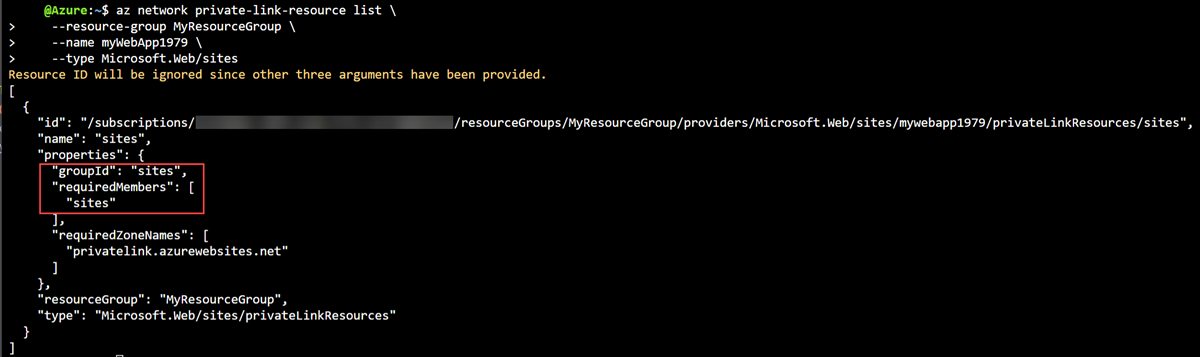 @Azure:~$ az network private-link-resource list \
> --resource-group MyResourceGroup \
> --name myWebApp1979 \
> --type Microsoft.Web/sites
Resource ID will be ignored since other three arguments have been provided.
[
{
"id": "/subscriptions/ /resourceGroups/MyResourceGroup/providers/Microsoft.Web/sites/mywebapp1979/privateLinkResources/sites",
"name": "sites",
"properties": {
"groupId": "sites",
"requiredMembers": [
"sites"
],
"requiredZoneNames": [
"privatelink.azurewebsites.net"
]
},
"resourceGroup": "MyResourceGroup",
"type": "Microsoft.Web/sites/privateLinkResources"
}
]